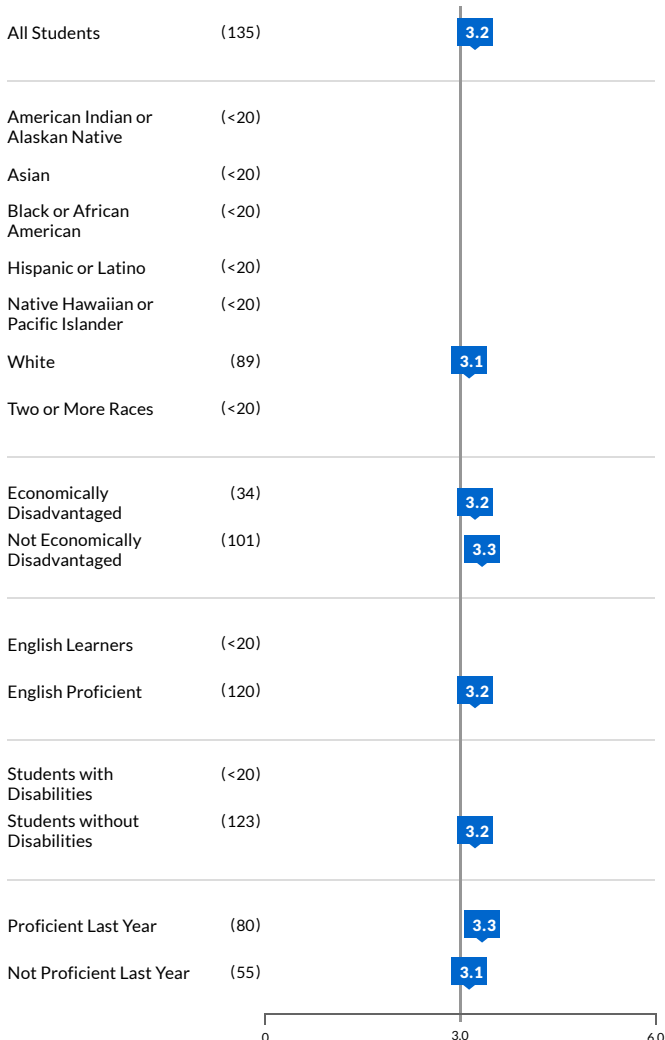 All Students (135) 3.2
American Indian or (<20)
Alaskan Native
Asian (<20)
Black or African (<20)
American
Hispanic or Latino (<20)
Native Hawaiian or (<20)
Pacific Islander
White (89) 3.1
Two or More Races (<20)
Economically (34) 3.2
Disadvantaged
Not Economically (101) 3.3
Disadvantaged
English Learners (<20)
English Proficient (120) 3.2
Students with (<20)
Disabilities
Students without (123) 3.2
Disabilities
Proficient Last Year (80) 3.3
Not Proficient Last Year (55) 3.1
0 3.0 6.0